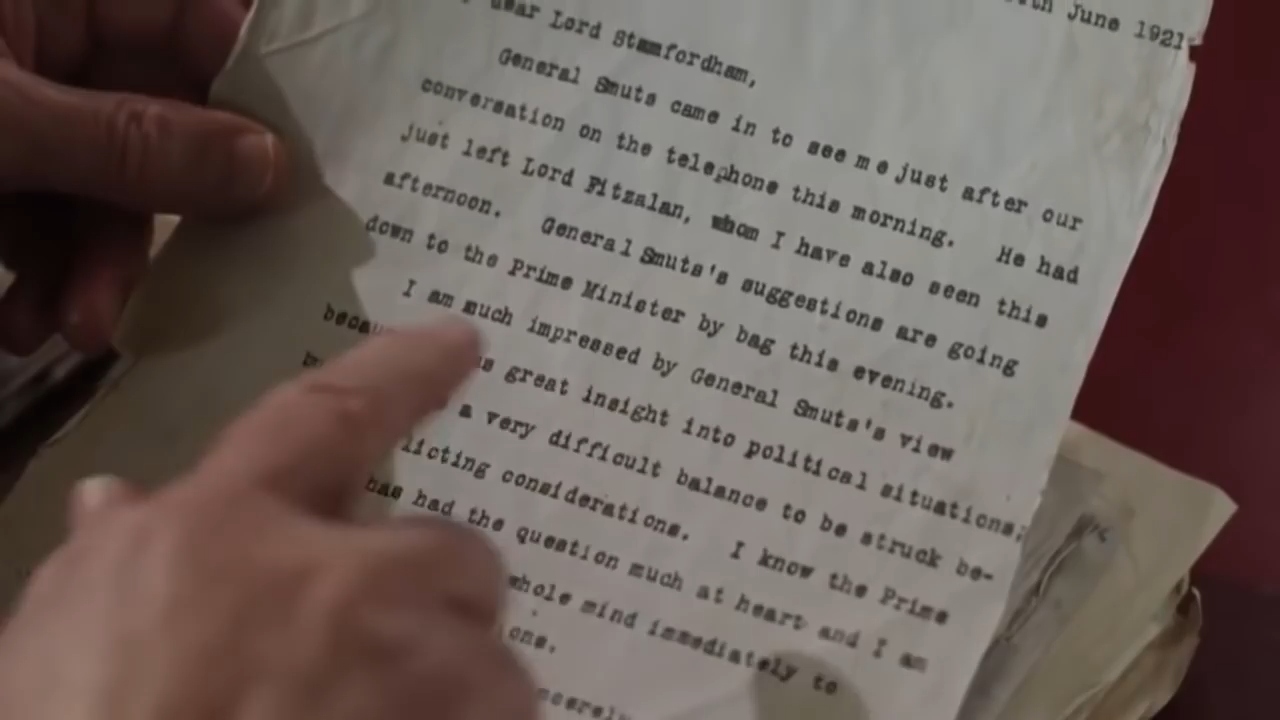 June 1921
dear Lord Stamfordham,
General Smuts came in to see me just after our
conversation on the telephone this morning. He had
just left Lord Fitzalan, whom I have also seen this
afternoon. General Smuts's suggestions are going
down to the Prime Minister by bag this evening.
I am much impressed by General Smuts's view
great insight into political situations;
a very difficult balance to be struck be-
considerations. I know the Prime
has had the question much at heart and I am
whole mind immediately to